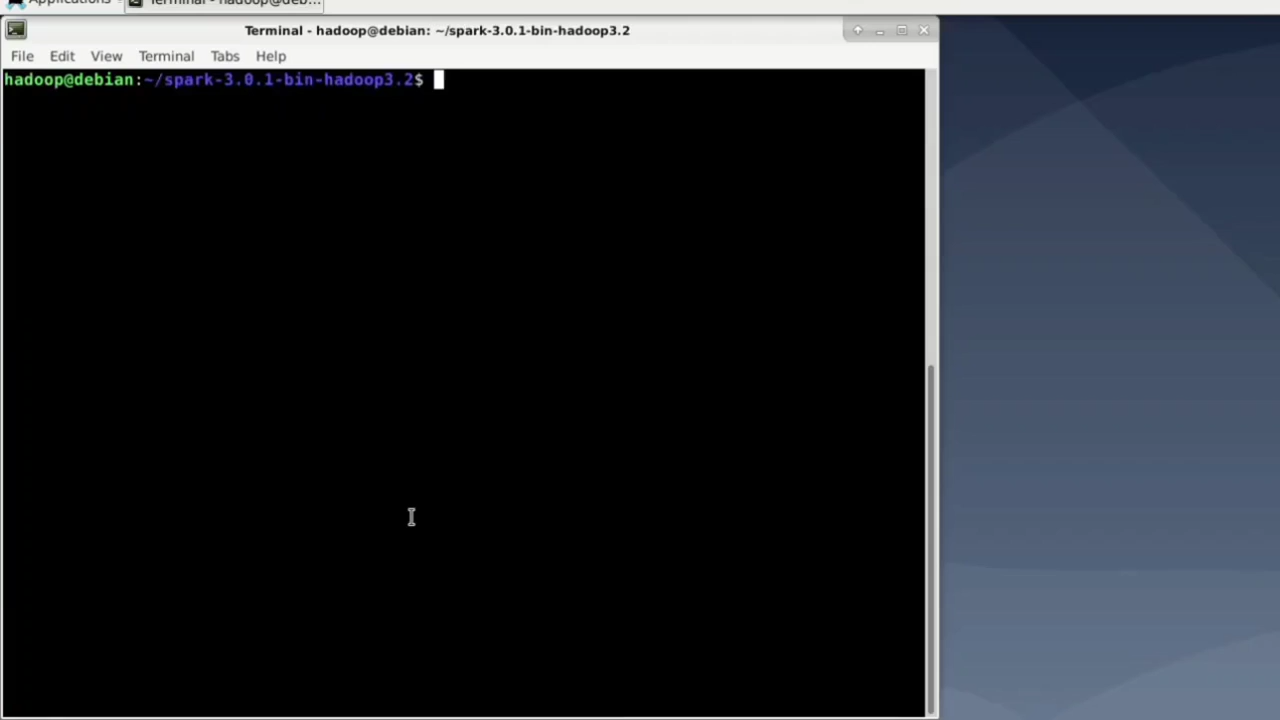 Applications
Terminal - hadoop@deb...
Terminal - hadoop@debian: ~/spark-3.0.1-bin-hadoop3.2
File Edit View Terminal Tabs Help
hadoop@debian:~/spark-3.0.1-bin-hadoop3.2$